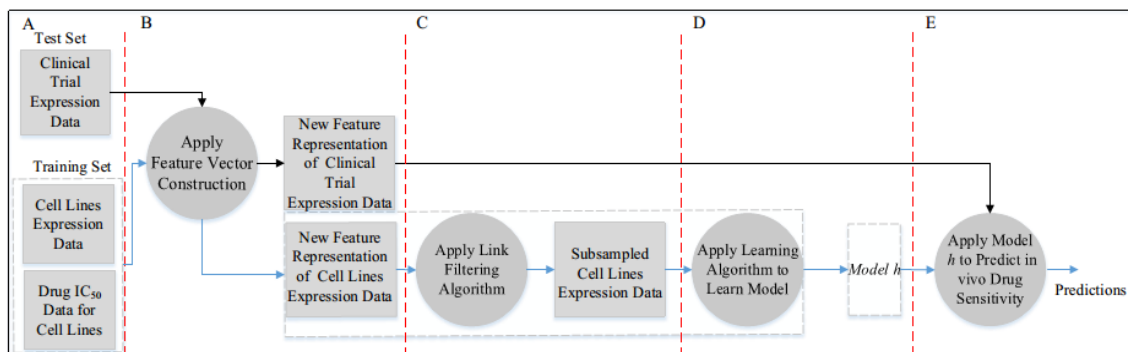 A
B
C
D
E
Test Set
Clinical
Trial
Expression
Data
Training Set
Cell Lines
Expression
Data
Drug IC₅₀
Data for
Cell Lines
Apply
Feature Vector
Construction
New Feature
Representation
of Clinical
Trial
Expression Data
New Feature
Representation
of Cell Lines
Expression Data
Apply Link
Filtering
Algorithm
Subsampled
Cell Lines
Expression Data
Apply Learning
Algorithm to
Learn Model
Model h
Apply Model
h to Predict in
vivo Drug
Sensitivity
Predictions